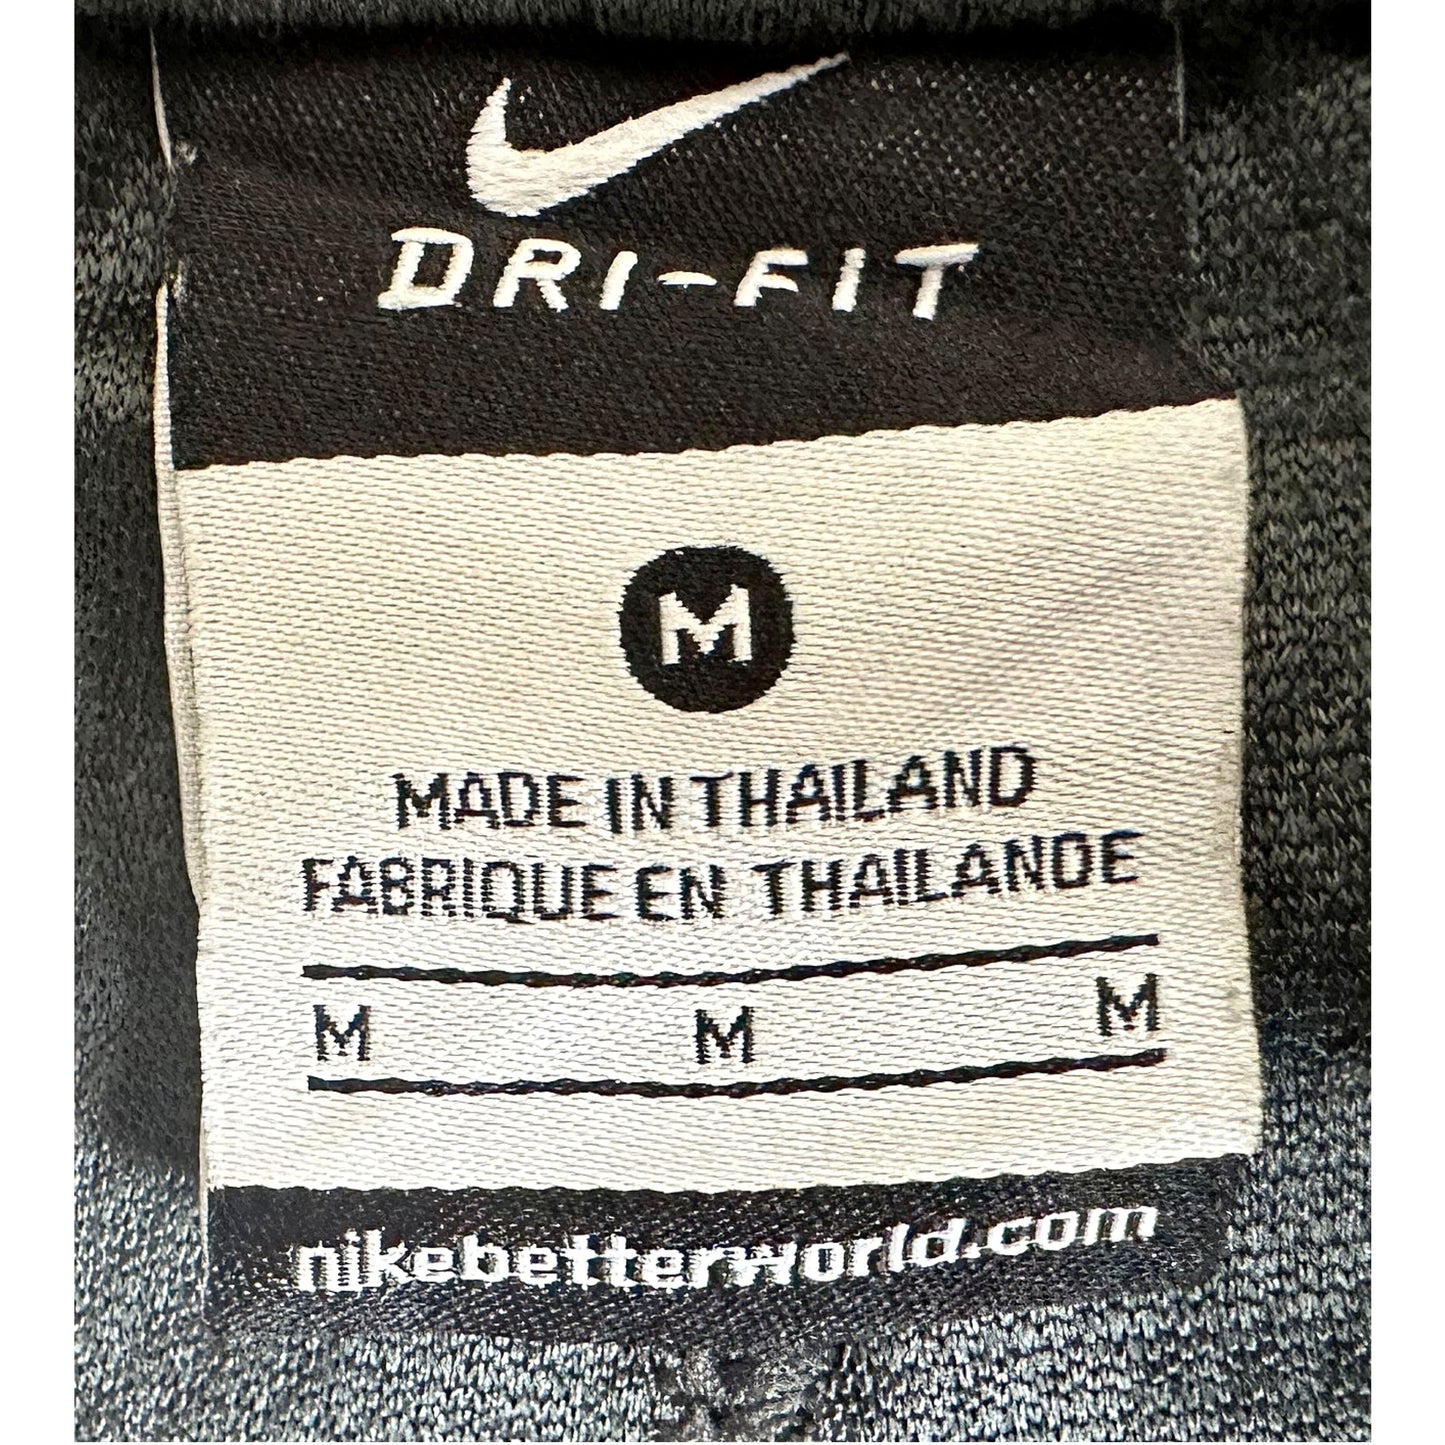 DRI-FIT
M
MADE IN THAILAND
FABRIQUE EN THAILANDE
M M M
nikebetterworld.com